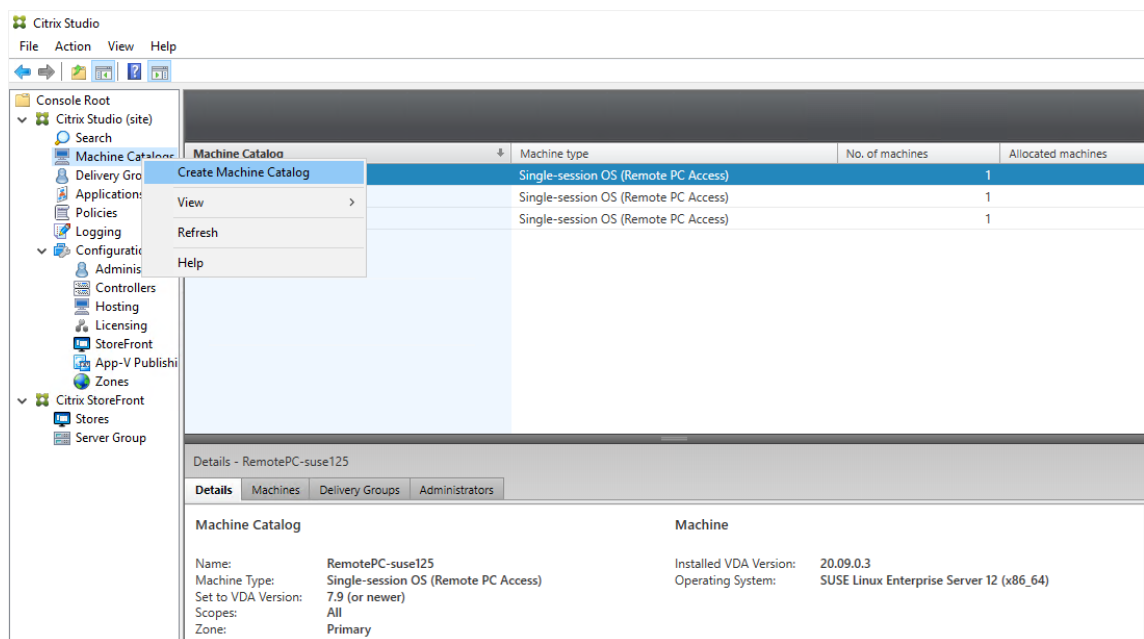 Citrix Studio
File Action View Help
Console Root
Citrix Studio (site)
Search
Machine Catalogs
Delivery Gro
Applications
Policies
Logging
Configuratio
Adminis
Controllers
Hosting
Licensing
StoreFront
App-V Publishi
Zones
Citrix StoreFront
Stores
Server Group
Create Machine Catalog
View
Refresh
Help
Machine Catalog Machine type No. of machines Allocated machines
Single-session OS (Remote PC Access) 1
Single-session OS (Remote PC Access) 1
Single-session OS (Remote PC Access) 1
Details - RemotePC-suse125
Details Machines Delivery Groups Administrators
Machine Catalog
Name: RemotePC-suse125
Machine Type: Single-session OS (Remote PC Access)
Set to VDA Version: 7.9 (or newer)
Scopes: All
Zone: Primary
Machine
Installed VDA Version: 20.09.0.3
Operating System: SUSE Linux Enterprise Server 12 (x86_64)